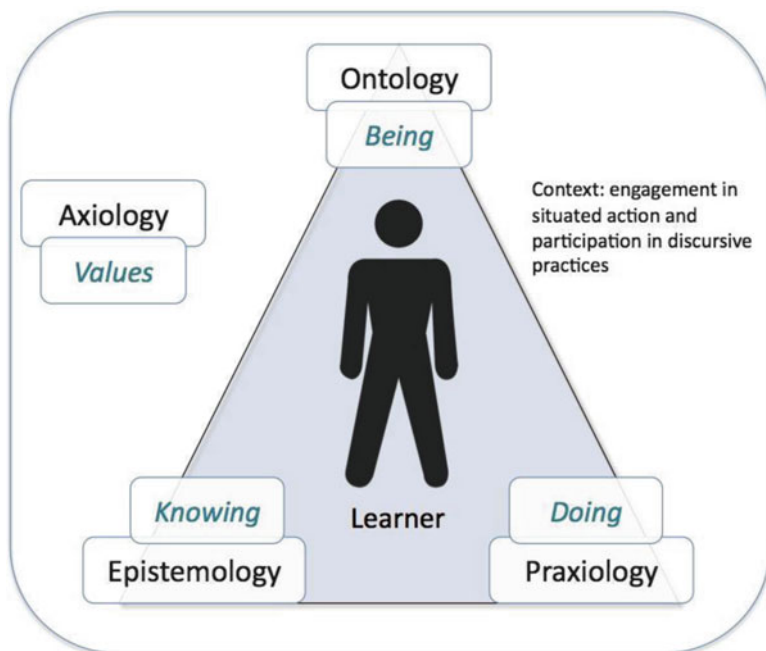 Ontology
Being
Axiology
Values
Context: engagement in
situated action and
participation in discursive
practices
Knowing
Epistemology
Learner
Doing
Praxiology